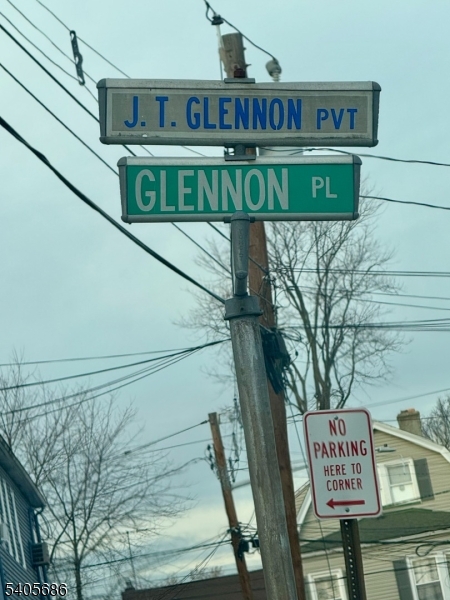 J. T. GLENNON PVT
GLENNON PL
NO
PARKING
HERE TO
CORNER
5405686